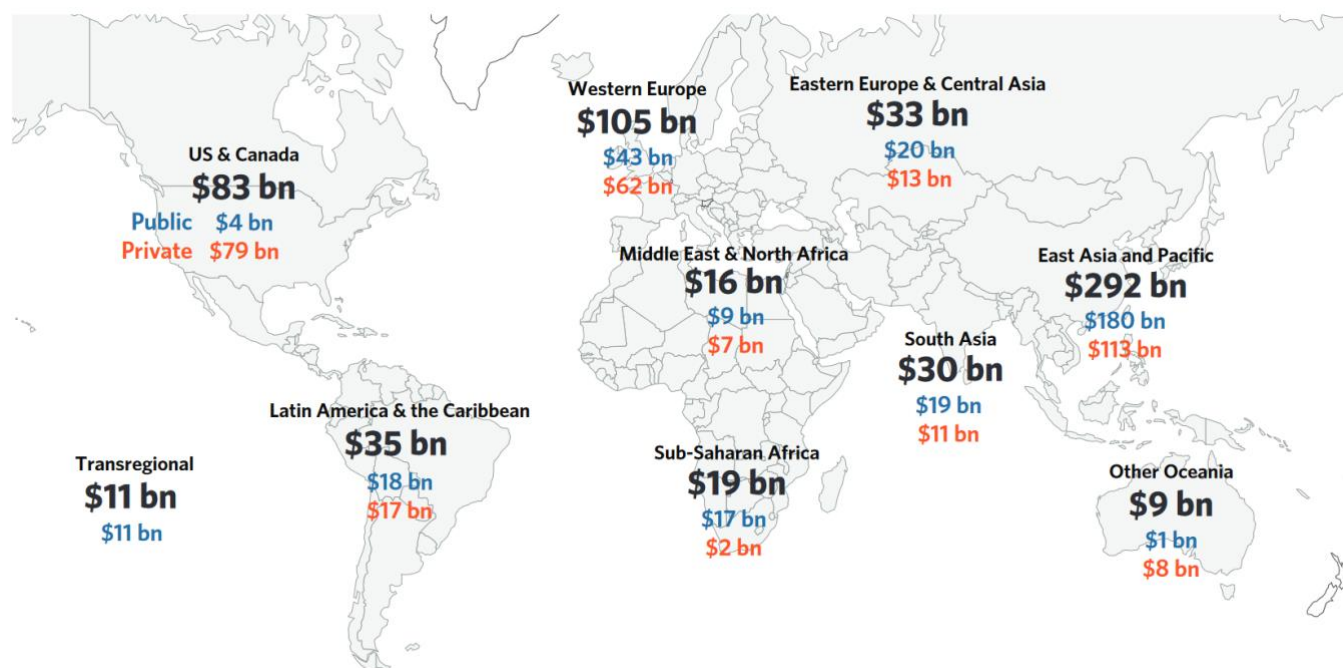 US & Canada
$83 bn
Public $4 bn
Private $79 bn
Western Europe
$105 bn
$43 bn
$62 bn
Eastern Europe & Central Asia
$33 bn
$20 bn
$13 bn
Middle East & North Africa
$16 bn
$9 bn
$7 bn
East Asia and Pacific
$292 bn
$180 bn
$113 bn
South Asia
$30 bn
$19 bn
$11 bn
Latin America & the Caribbean
$35 bn
$18 bn
$17 bn
Transregional
$11 bn
$11 bn
Sub-Saharan Africa
$19 bn
$17 bn
$2 bn
Other Oceania
$9 bn
$1 bn
$8 bn